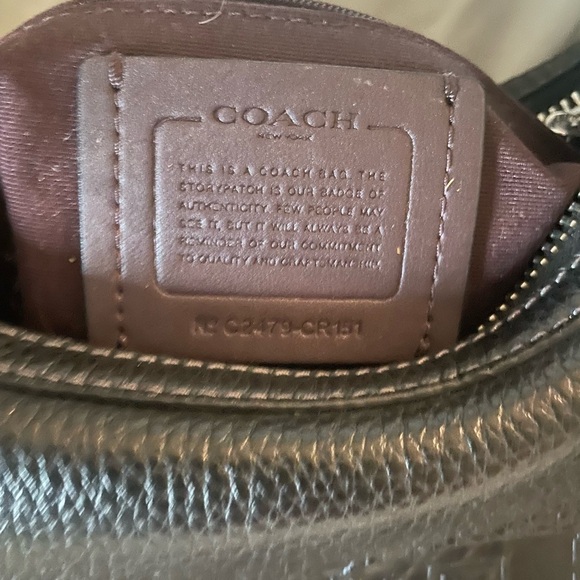 COACH
NEW YORK
THIS IS A COACH BAG. THE
STORYPATCH IS OUR BADGE OF
AUTHENTICITY. FEW PEOPLE MAY
SEE IT, BUT IT WILL ALWAYS BE A
REMINDER OF OUR COMMITMENT
TO QUALITY AND CRAFTSMANSHIP.
Nº C2479-CR151